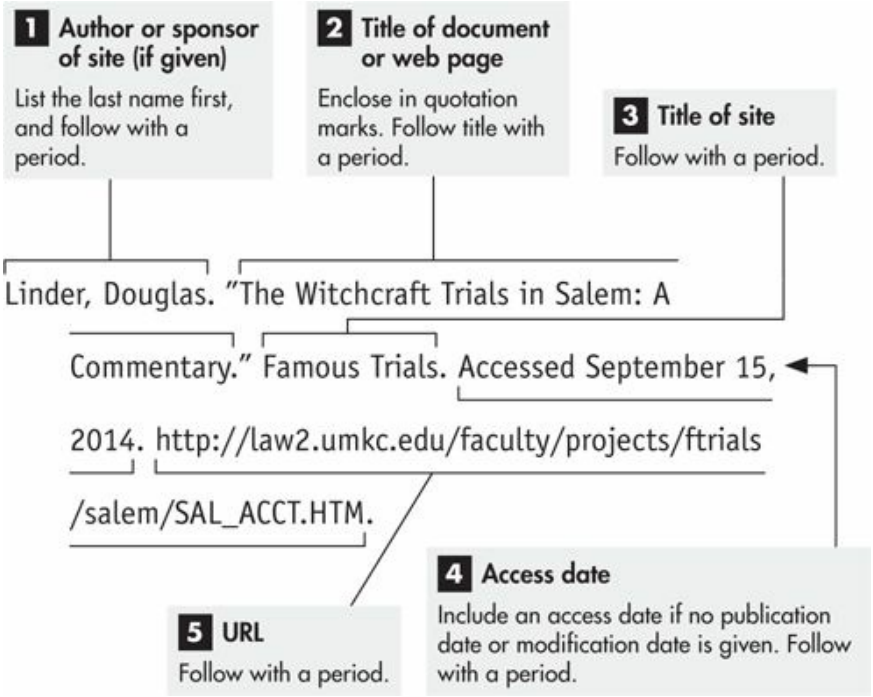 1 Author or sponsor
of site (if given)
List the last name first,
and follow with a
period.
2 Title of document
or web page
Enclose in quotation
marks. Follow title with
a period.
3 Title of site
Follow with a period.
Linder, Douglas. "The Witchcraft Trials in Salem: A
Commentary." Famous Trials. Accessed September 15,
2014. http://law2.umkc.edu/faculty/projects/ftrials
/salem/SAL_ACCT.HTM.
4 Access date
Include an access date if no publication
date or modification date is given. Follow
with a period.
5 URL
Follow with a period.